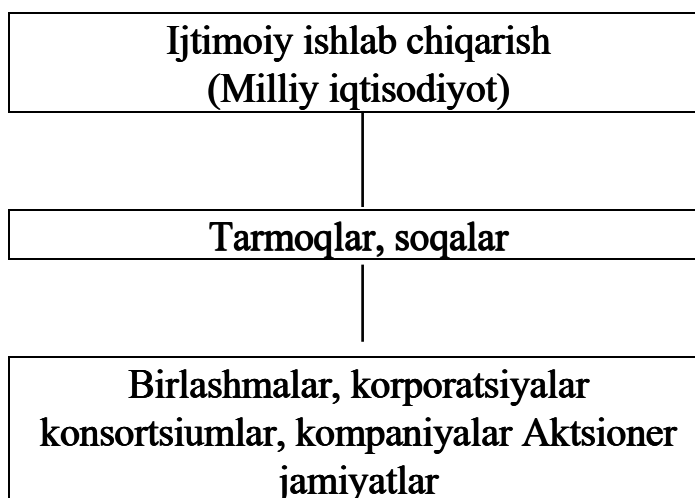 Ijtimoiy ishlab chiqarish
(Milliy iqtisodiyot)
Tarmoqlar, soqalar
Birlashmalar, korporatsiyalar
konsortsiumlar, kompaniyalar Aktsioner
jamiyatlar